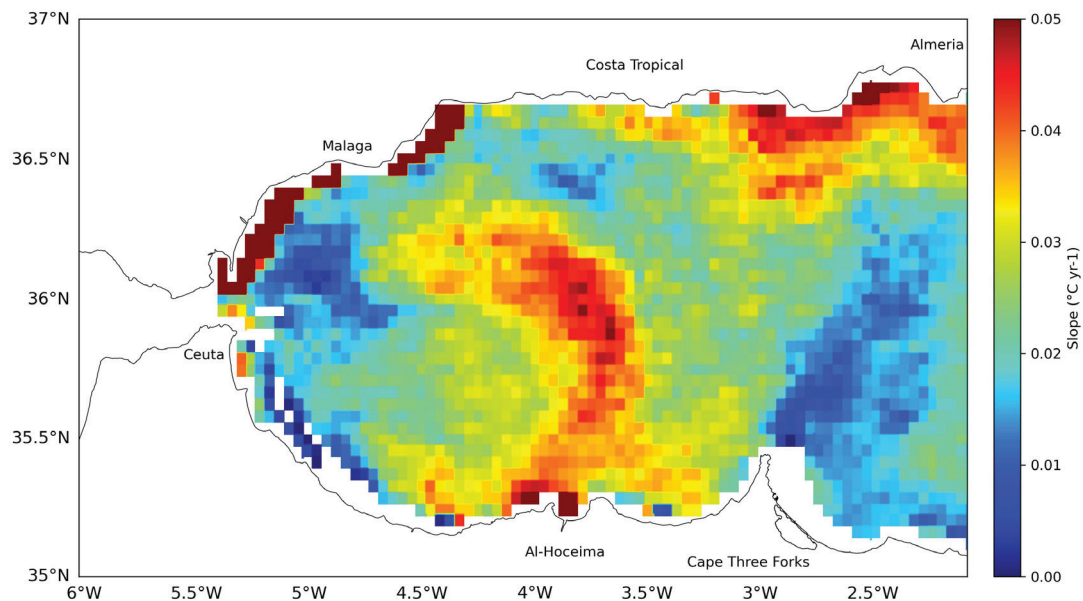 37°N
36.5°N
36°N
35.5°N
35°N
6°W
5.5°W
5°W
4.5°W
4°W
3.5°W
3°W
2.5°W
Almeria
Costa Tropical
Malaga
Ceuta
Al-Hoceima
Cape Three Forks
0.05
0.04
0.03
0.02
0.01
0.00
Slope (°C yr-1)